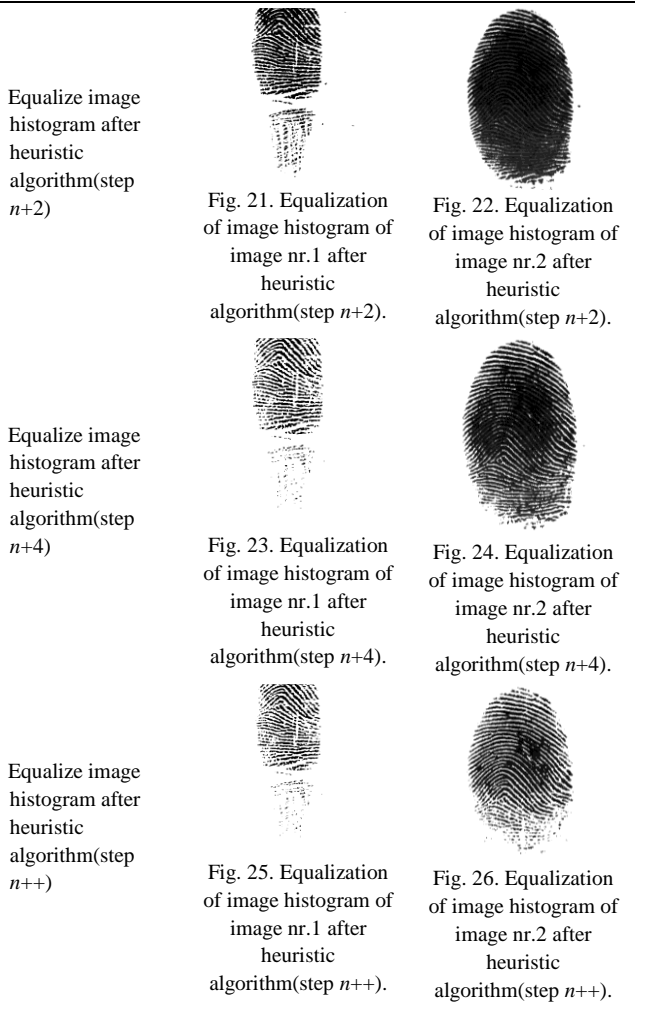 Equalize image
histogram after
heuristic
algorithm(step
n+2)
Fig. 21. Equalization
of image histogram of
image nr.1 after
heuristic
algorithm(step n+2).
Fig. 22. Equalization
of image histogram of
image nr.2 after
heuristic
algorithm(step n+2).
Equalize image
histogram after
heuristic
algorithm(step
n+4)
Fig. 23. Equalization
of image histogram of
image nr.1 after
heuristic
algorithm(step n+4).
Fig. 24. Equalization
of image histogram of
image nr.2 after
heuristic
algorithm(step n+4).
Equalize image
histogram after
heuristic
algorithm(step
n++)
Fig. 25. Equalization
of image histogram of
image nr.1 after
heuristic
algorithm(step n++).
Fig. 26. Equalization
of image histogram of
image nr.2 after
heuristic
algorithm(step n++).